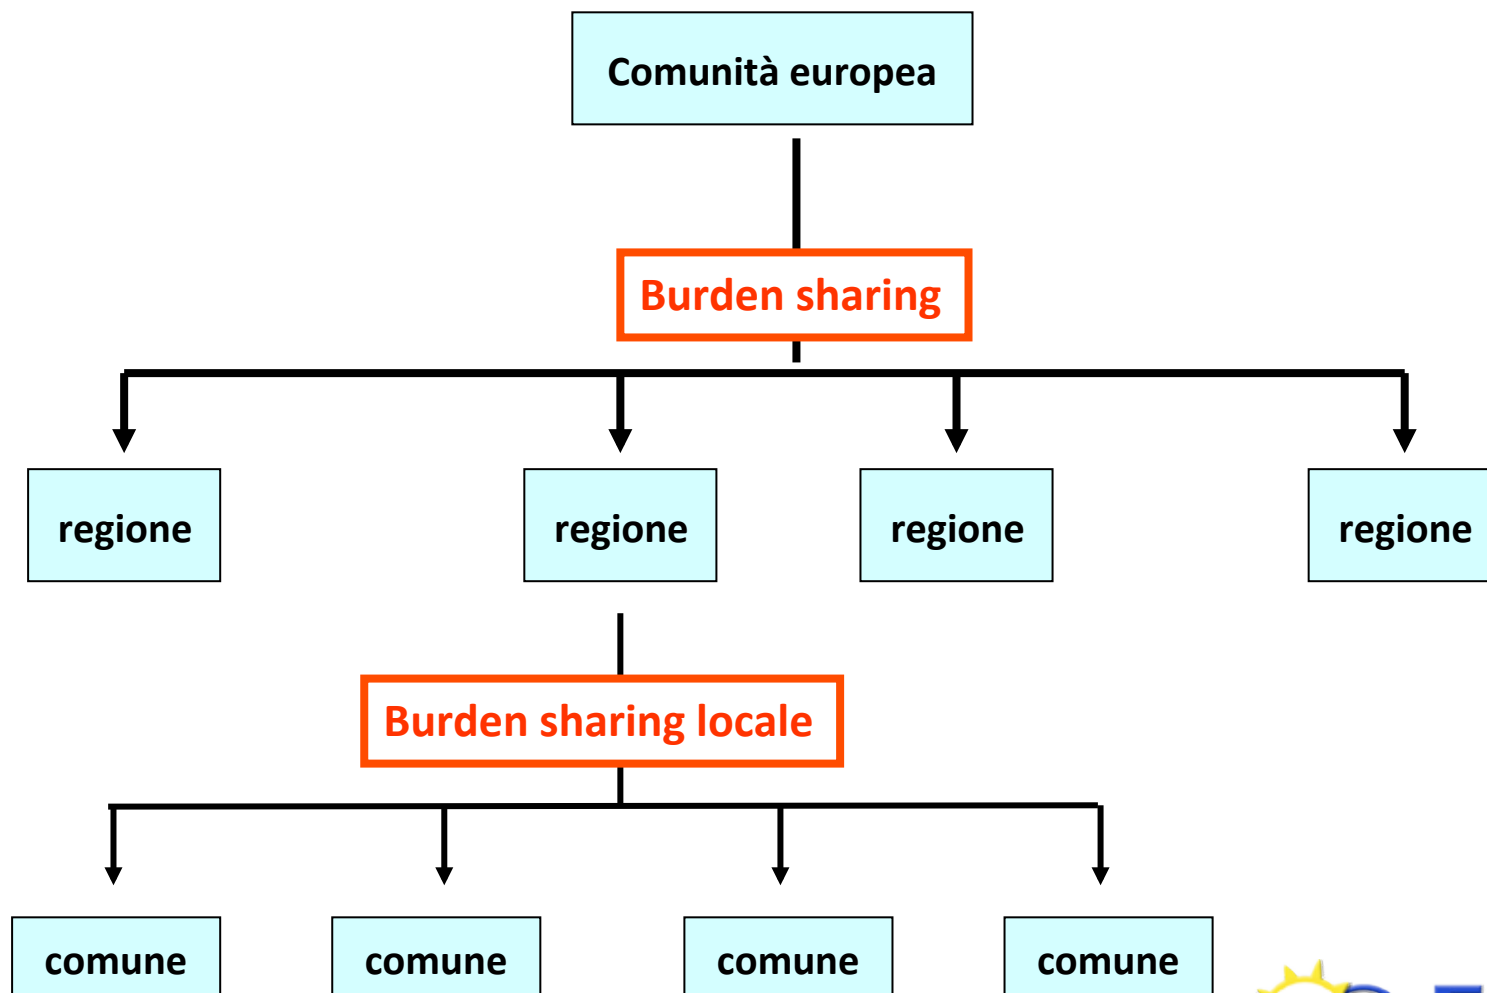 Comunità europea
Burden sharing
regione
regione
regione
regione
Burden sharing locale
comune
comune
comune
comune